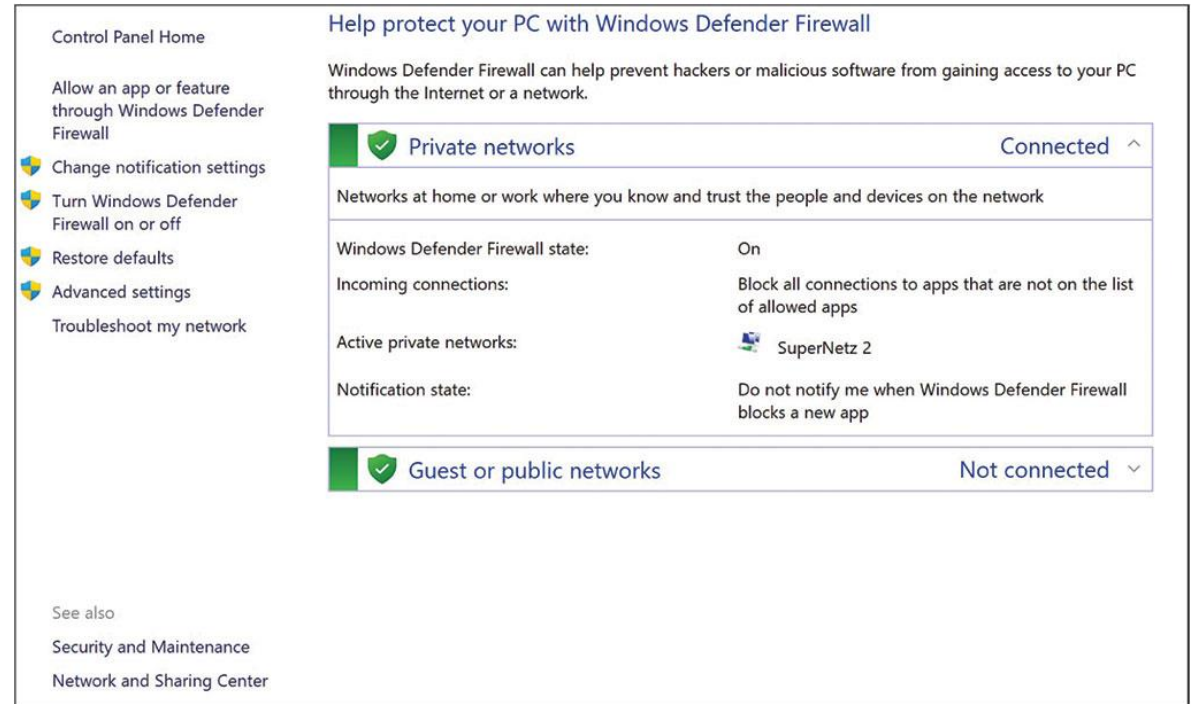 Control Panel Home
Allow an app or feature
through Windows Defender
Firewall
Change notification settings
Turn Windows Defender
Firewall on or off
Restore defaults
Advanced settings
Troubleshoot my network
See also
Security and Maintenance
Network and Sharing Center
Help protect your PC with Windows Defender Firewall
Windows Defender Firewall can help prevent hackers or malicious software from gaining access to your PC
through the Internet or a network.
Private networks Connected
Networks at home or work where you know and trust the people and devices on the network
Windows Defender Firewall state: On
Incoming connections: Block all connections to apps that are not on the list
of allowed apps
Active private networks: SuperNetz 2
Notification state: Do not notify me when Windows Defender Firewall
blocks a new app
Guest or public networks Not connected